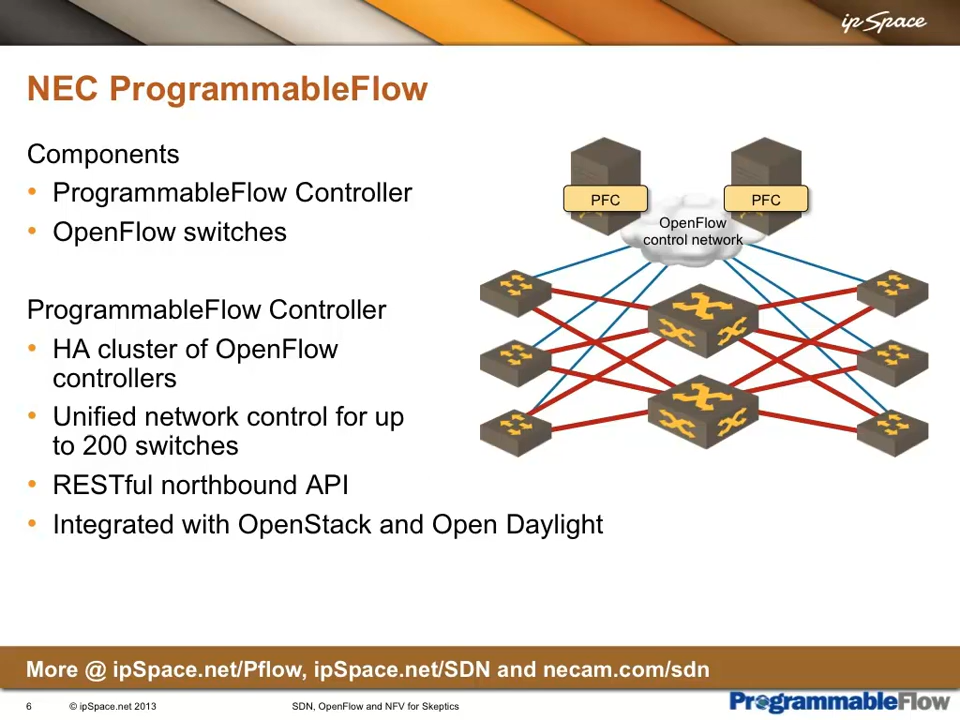 ip Space
NEC ProgrammableFlow
Components
• ProgrammableFlow Controller
• OpenFlow switches
ProgrammableFlow Controller
• HA cluster of OpenFlow
controllers
• Unified network control for up
to 200 switches
• RESTful northbound API
• Integrated with OpenStack and Open Daylight
PFC
PFC
OpenFlow
control network
More @ ipSpace.net/Pflow, ipSpace.net/SDN and necam.com/sdn
6
© ipSpace.net 2013
SDN, OpenFlow and NFV for Skeptics
ProgrammableFlow